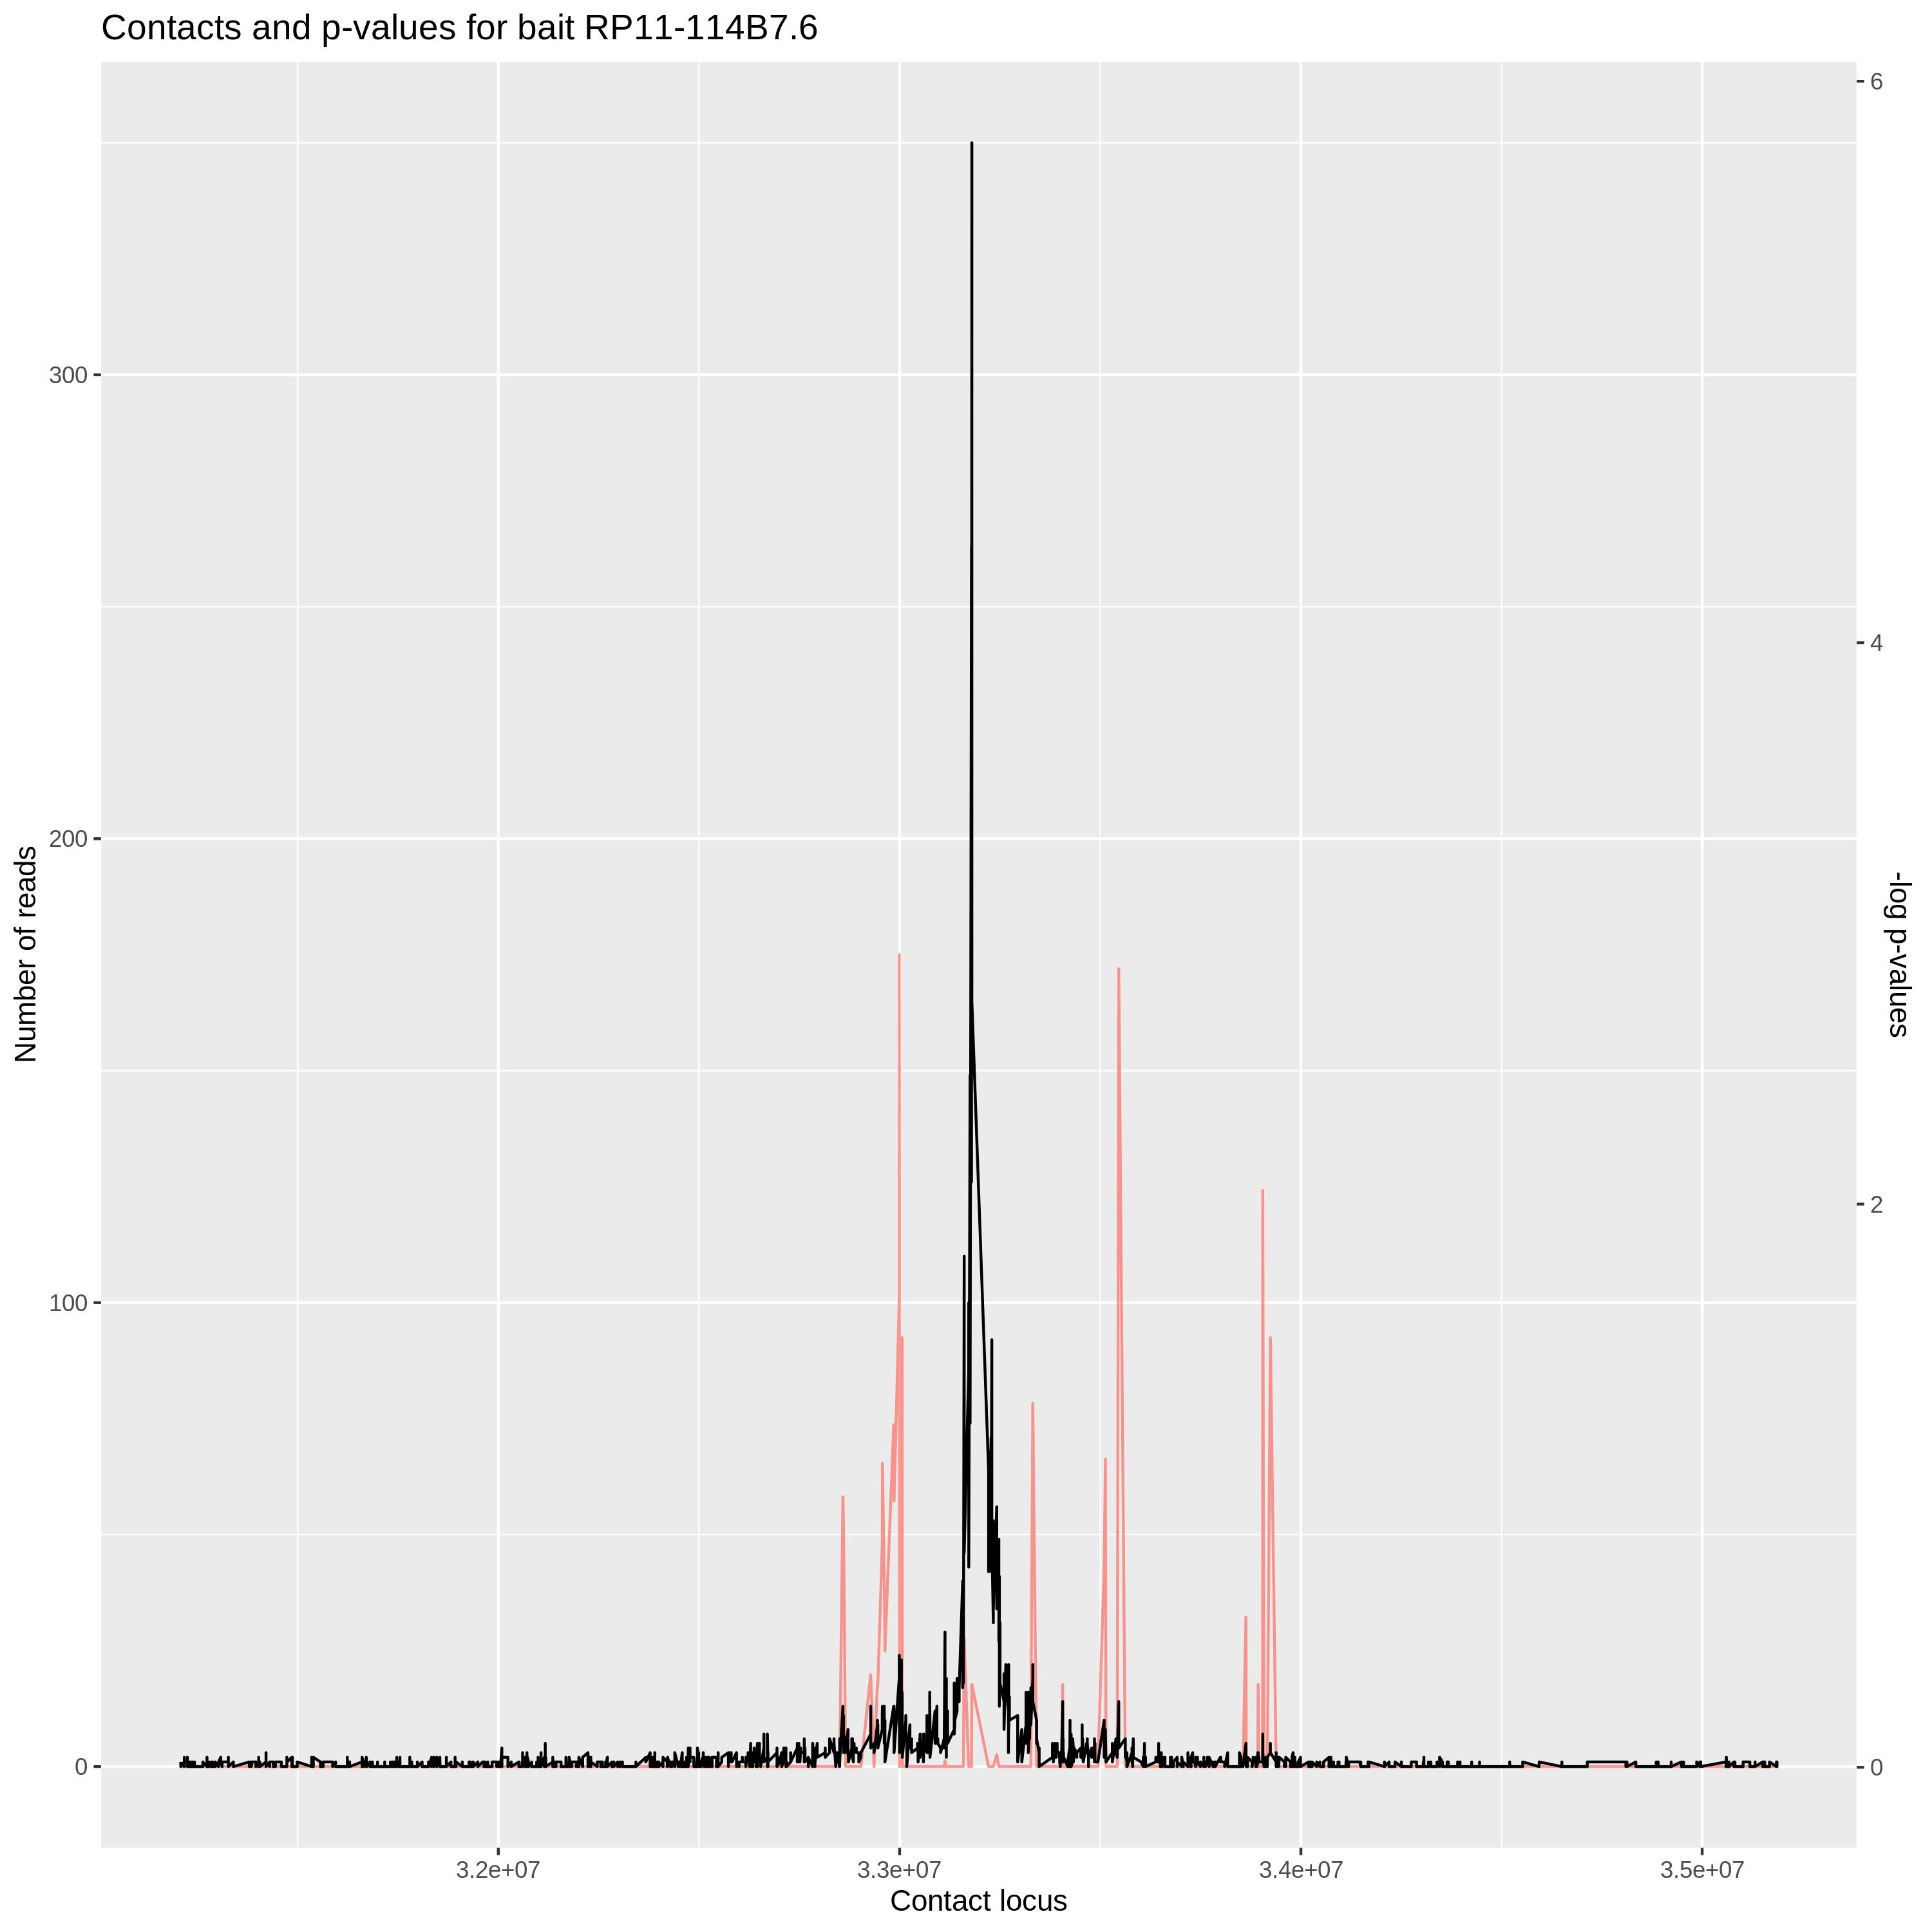 Contacts and p-values for bait RP11-114B7.6
6
300
4
200
Number of reads
-log p-values
2
100
0
0
3.2e+07
3.3e+07
3.4e+07
3.5e+07
Contact locus